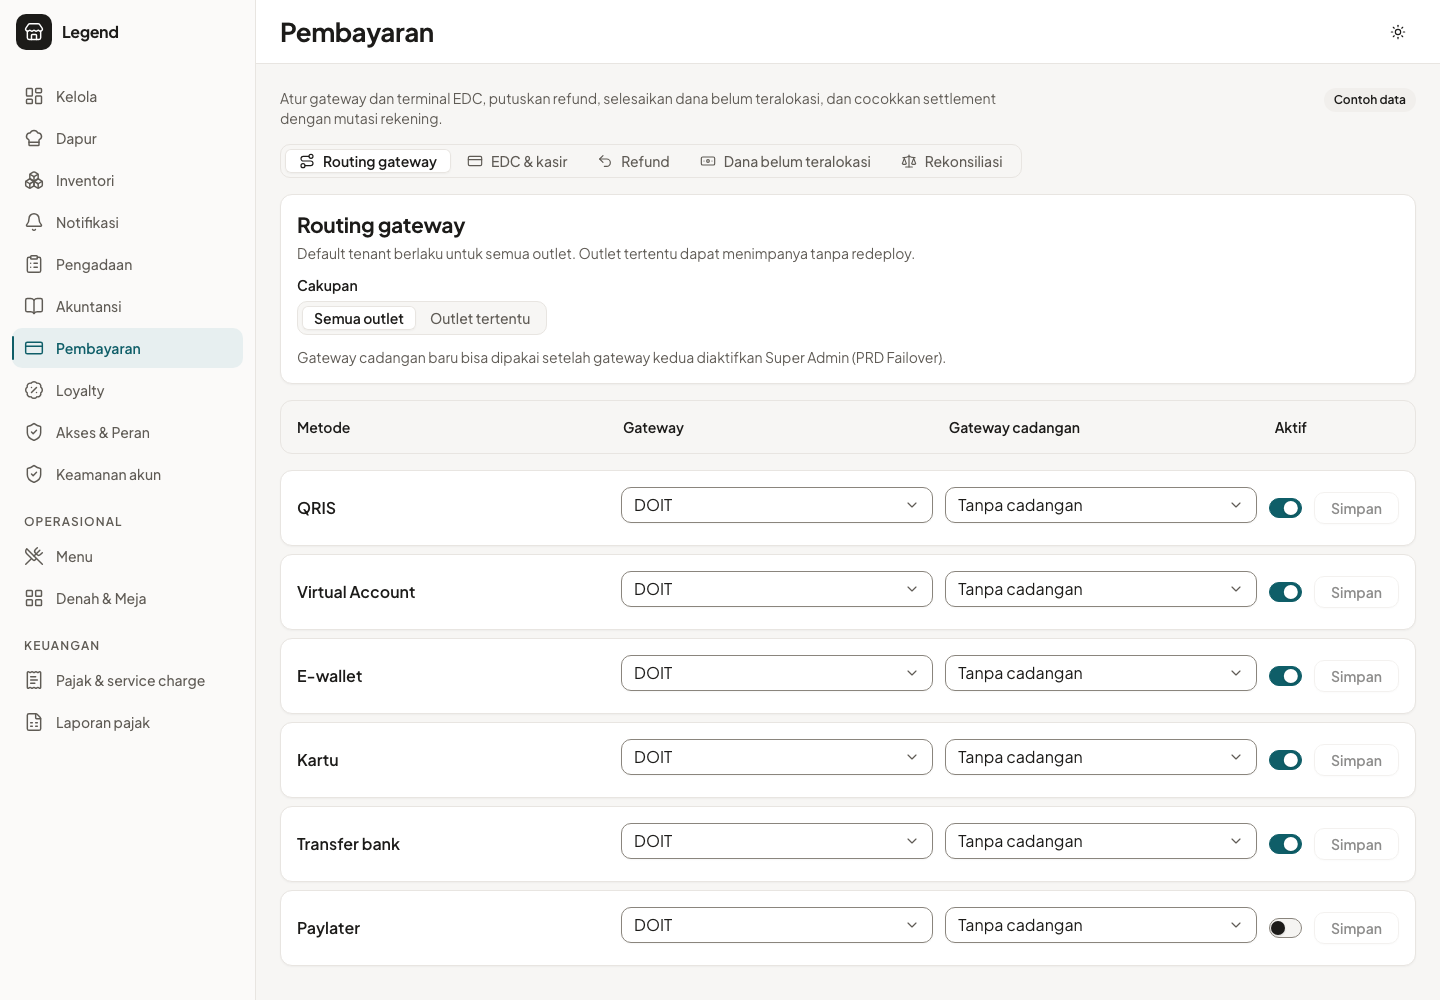 Legend
Kelola
Dapur
Inventori
Notifikasi
Pengadaan
Akuntansi
Pembayaran
Loyalty
Akses & Peran
Keamanan akun
OPERASIONAL
Menu
Denah & Meja
KEUANGAN
Pajak & service charge
Laporan pajak
Pembayaran
Atur gateway dan terminal EDC, putuskan refund, selesaikan dana belum teralokasi, dan cocokkan settlement
dengan mutasi rekening.
Contoh data
Routing gateway EDC & kasir Refund Dana belum teralokasi Rekonsiliasi
Routing gateway
Default tenant berlaku untuk semua outlet. Outlet tertentu dapat menimpanya tanpa redeploy.
Cakupan
Semua outlet Outlet tertentu
Gateway cadangan baru bisa dipakai setelah gateway kedua diaktifkan Super Admin (PRD Failover).
Metode Gateway Gateway cadangan Aktif
QRIS DOIT Tanpa cadangan Simpan
Virtual Account DOIT Tanpa cadangan Simpan
E-wallet DOIT Tanpa cadangan Simpan
Kartu DOIT Tanpa cadangan Simpan
Transfer bank DOIT Tanpa cadangan Simpan
Paylater DOIT Tanpa cadangan Simpan